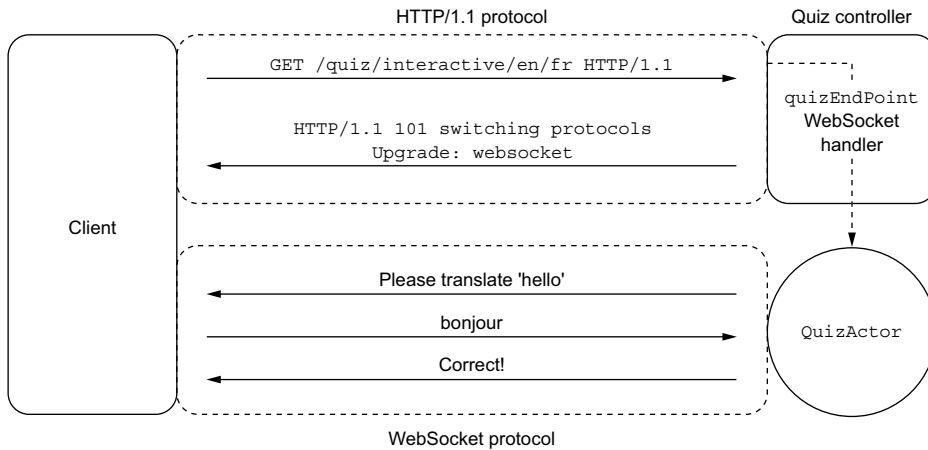 HTTP/1.1 protocol
Quiz controller
GET /quiz/interactive/en/fr HTTP/1.1
quizEndPoint
WebSocket
handler
HTTP/1.1 101 switching protocols
Upgrade: websocket
Client
Please translate 'hello'
bonjour
QuizActor
Correct!
WebSocket protocol